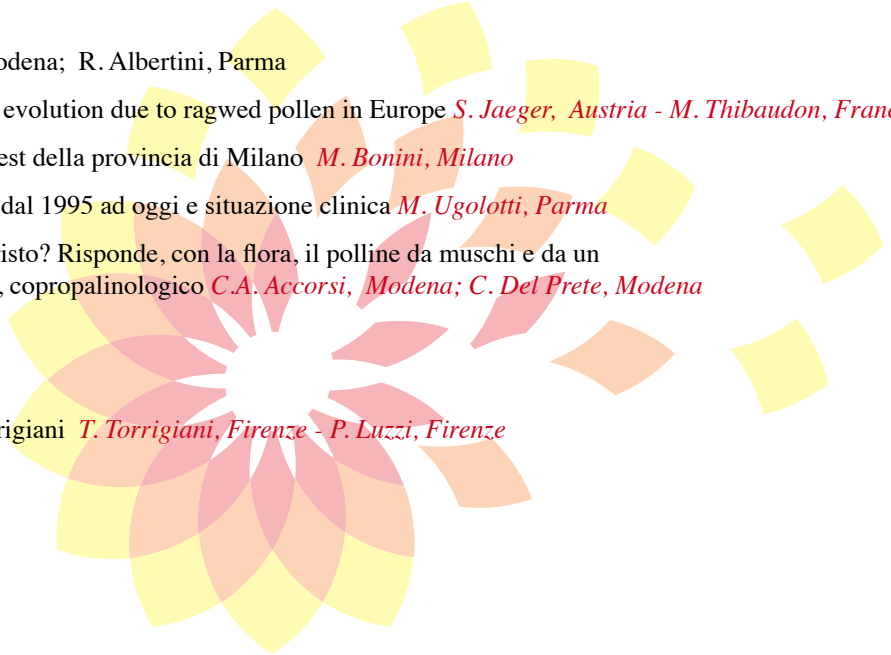 odena; R. Albertini, Parma
evolution due to ragwed pollen in Europe S. Jaeger, Austria - M. Thibaudon, Franc
est della provincia di Milano M. Bonini, Milano
dal 1995 ad oggi e situazione clinica M. Ugolotti, Parma
isto? Risponde, con la flora, il polline da muschi e da un
, copropalinologico C.A. Accorsi, Modena; C. Del Prete, Modena
rigiani T. Torrigiani, Firenze - P. Luzzi, Firenze